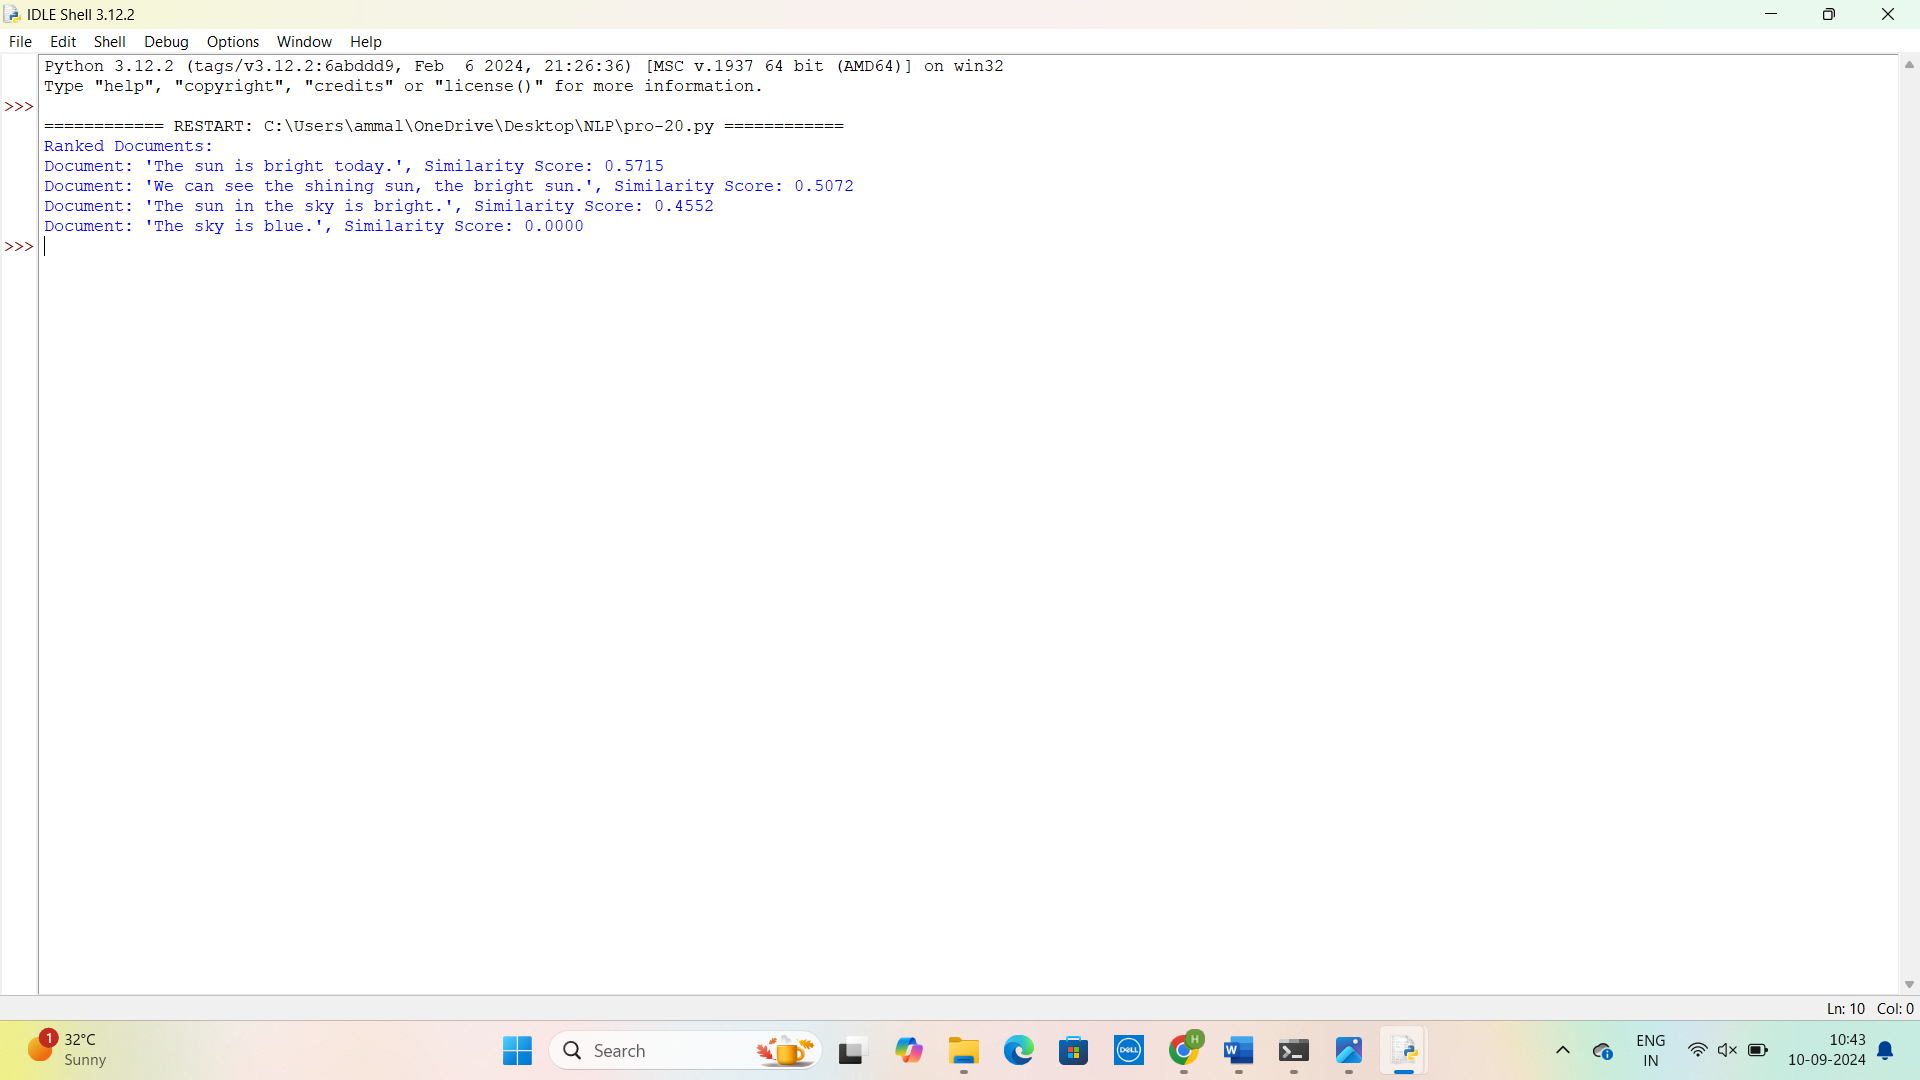 IDLE Shell 3.12.2
File Edit Shell Debug Options Window Help
Python 3.12.2 (tags/v3.12.2:6abddd9, Feb  6 2024, 21:26:36) [MSC v.1937 64 bit (AMD64)] on win32
Type "help", "copyright", "credits" or "license()" for more information.
>>>
============ RESTART: C:\Users\ammal\OneDrive\Desktop\NLP\pro-20.py ============
Ranked Documents:
Document: 'The sun is bright today.', Similarity Score: 0.5715
Document: 'We can see the shining sun, the bright sun.', Similarity Score: 0.5072
Document: 'The sun in the sky is bright.', Similarity Score: 0.4552
Document: 'The sky is blue.', Similarity Score: 0.0000
>>>
Ln: 10 Col: 0
1
32°C
Sunny
Search
DELL
H
W
ENG
IN
10:43
10-09-2024